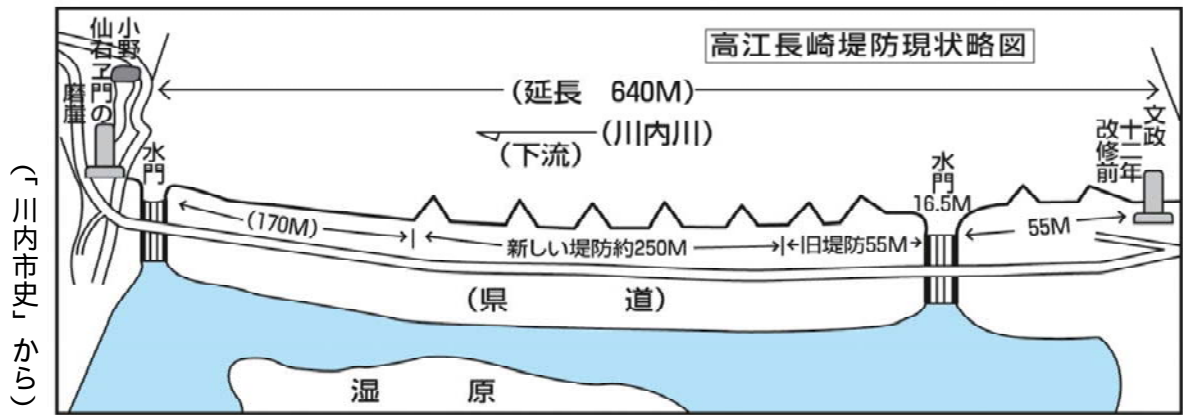 高江長崎堤防現状略図
(延長 640M)
(川内川)
(下流)
小野
仙右ヱ門の
磨崖
水門
(170M)
新しい堤防約250M
旧堤防55M
水門
16.5M
55M
文政
十二年
改修前
(県 道)
湿 原
(「川内市史」から)